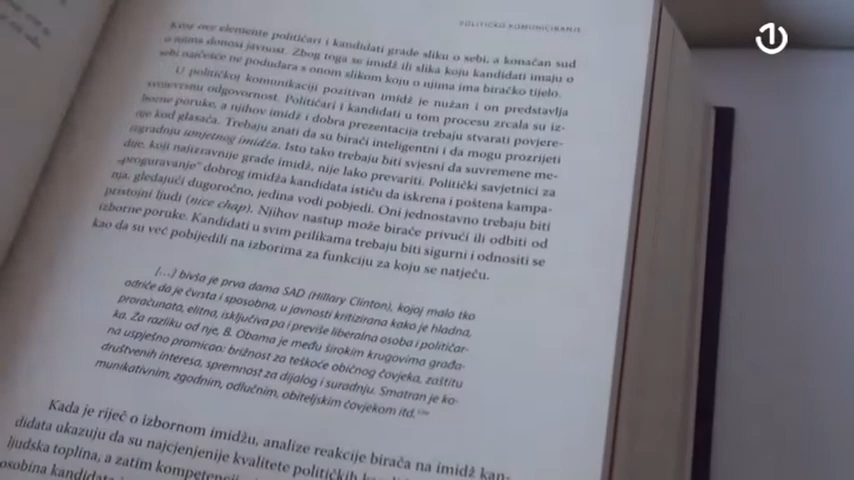 POLITIČKO KOMUNICIRANJE
Kroz ove elemente političari i kandidati grade sliku o sebi, a konačan sud
o njima donosi javnost. Zbog toga se imidž ili slika koju kandidati imaju o
sebi najčešće ne podudara s onom slikom koju o njima ima biračko tijelo.
U političkoj komunikaciji pozitivan imidž je nužan i on predstavlja
svojevrsnu odgovornost. Političari i kandidati u tom procesu zrcala su iz-
borne poruke, a njihov imidž i dobra prezentacija trebaju stvarati povjere-
nje kod glasača. Trebaju znati da su birači inteligentni i da mogu prozrijeti
izgradnju umjetnog imidža. Isto tako trebaju biti svjesni da suvremene me-
dije, koji najizravnije grade imidž, nije lako prevariti. Politički savjetnici za
„proguravanje“ dobrog imidža kandidata ističu da iskrena i poštena kampa-
nja, gledajući dugoročno, jedina vodi pobjedi. Oni jednostavno trebaju biti
pristojni ljudi (nice chap). Njihov nastup može birače privući ili odbiti od
izborne poruke. Kandidati u svim prilikama trebaju biti sigurni i odnositi se
kao da su već pobijedili na izborima za funkciju za koju se natječu.
[...] bivša je prva dama SAD (Hillary Clinton), kojoj malo tko
odriče da je čvrsta i sposobna, u javnosti kritizirana kako je hladna,
proračunata, elitna, isključiva pa i previše liberalna osoba i političar-
ka. Za razliku od nje, B. Obama je među širokim krugovima građa-
na uspješno promicao: brižnost za teškoće običnog čovjeka, zaštitu
društvenih interesa, spremnost za dijalog i suradnju. Smatran je ko-
munikativnim, zgodnim, odlučnim, obiteljskim čovjekom itd.
Kada je riječ o izbornom imidžu, analize reakcije birača na imidž kan-
didata ukazuju da su najcjenjenije kvalitete političkih
ljudska toplina, a zatim
osobina kandidata